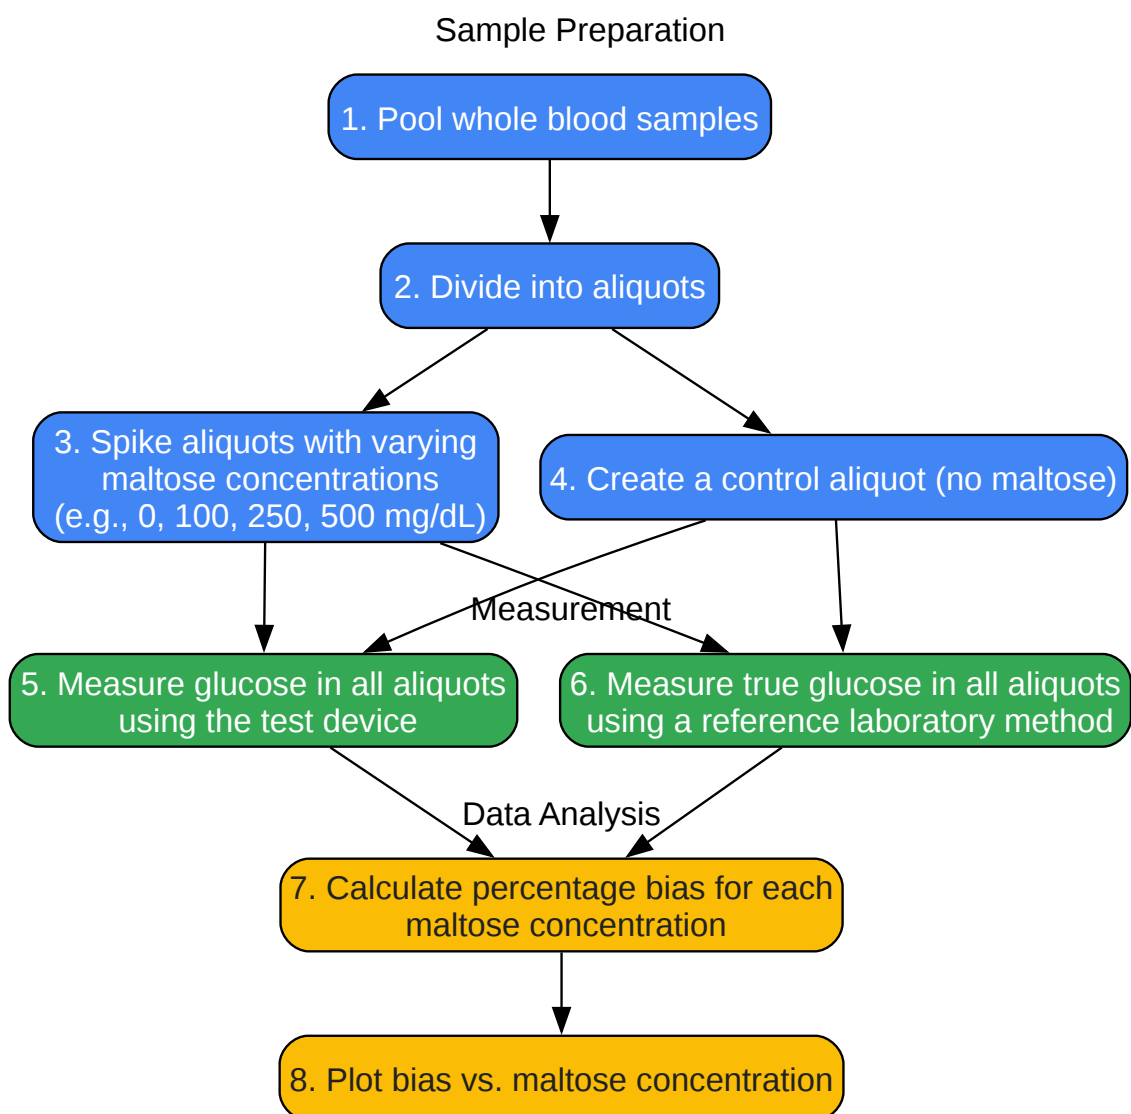 Sample Preparation
1. Pool whole blood samples
2. Divide into aliquots
3. Spike aliquots with varying
maltose concentrations
(e.g., 0, 100, 250, 500 mg/dL)
4. Create a control aliquot (no maltose)
Measurement
5. Measure glucose in all aliquots
using the test device
6. Measure true glucose in all aliquots
using a reference laboratory method
Data Analysis
7. Calculate percentage bias for each
maltose concentration
8. Plot bias vs. maltose concentration